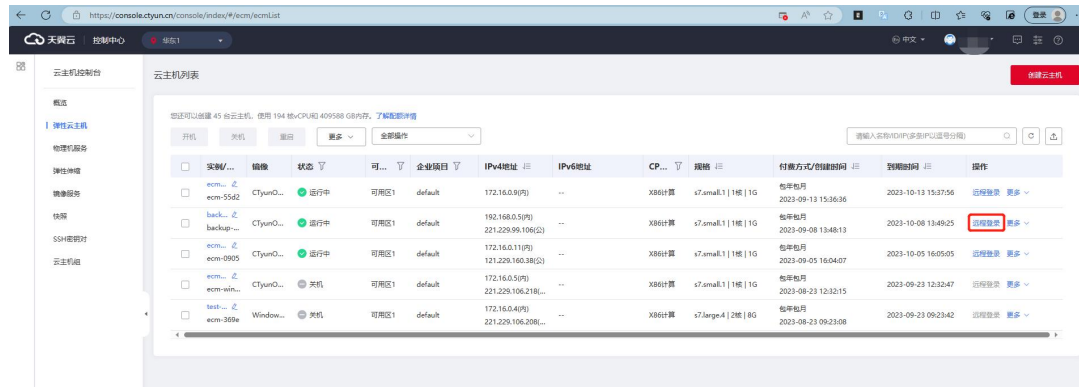 https://console.ctyun.cn/console/index/#/ecm/ecmList
登录
天翼云 控制中心 华东1 中文
云主机控制台
概览
弹性云主机
物理机服务
弹性伸缩
镜像服务
快照
SSH密钥对
云主机组
云主机列表 创建云主机
您还可以创建 45 台云主机，使用 194 核vCPU和 409588 GB内存。了解配额详情
开机 关机 重启 更多 全部操作 请输入名称/ID/IP(多条IP以逗号分隔)
实例/... 镜像 状态 可... 企业项目 IPv4地址 IPv6地址 CP... 规格 付费方式/创建时间 到期时间 操作
ecm... CTyunO... 运行中 可用区1 default 172.16.0.9(内) -- X86计算 s7.small.1 | 1核 | 1G 包年包月 2023-10-13 15:37:56 远程登录 更多
ecm-55d2 2023-09-13 15:36:36
back... CTyunO... 运行中 可用区1 default 192.168.0.5(内) -- X86计算 s7.small.1 | 1核 | 1G 包年包月 2023-10-08 13:49:25 远程登录 更多
backup-... 221.229.99.106(公) 2023-09-08 13:48:13
ecm... CTyunO... 运行中 可用区1 default 172.16.0.11(内) -- X86计算 s7.small.1 | 1核 | 1G 包年包月 2023-10-05 16:05:05 远程登录 更多
ecm-0905 121.229.160.38(公) 2023-09-05 16:04:07
ecm... CTyunO... 关机 可用区1 default 172.16.0.5(内) -- X86计算 s7.small.1 | 1核 | 1G 包年包月 2023-09-23 12:32:47 远程登录 更多
ecm-win... 221.229.106.218(... 2023-08-23 12:32:15
test-... Window... 关机 可用区1 default 172.16.0.4(内) -- X86计算 s7.large.4 | 2核 | 8G 包年包月 2023-09-23 09:23:42 远程登录 更多
ecm-369e 221.229.106.208(... 2023-08-23 09:23:08